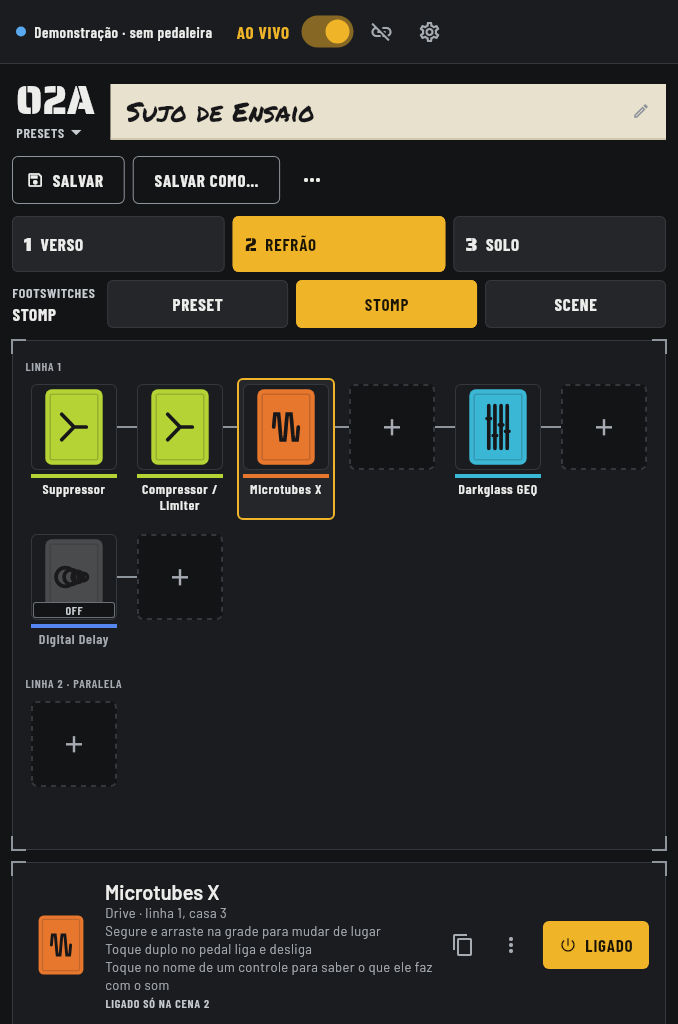 Demonstração · sem pedaleira
AO VIVO
02A
PRESETS
Sujo de Ensaio
SALVAR
SALVAR COMO...
1 VERSO
2 REFRÃO
3 SOLO
FOOTSWITCHES
STOMP
PRESET
STOMP
SCENE
LINHA 1
Suppressor
Compressor /
Limiter
Microtubes X
Darkglass GEQ
OFF
Digital Delay
LINHA 2 · PARALELA
Microtubes X
Drive · linha 1, casa 3
Segure e arraste na grade para mudar de lugar
Toque duplo no pedal liga e desliga
Toque no nome de um controle para saber o que ele faz
com o som
LIGADO SÓ NA CENA 2
LIGADO